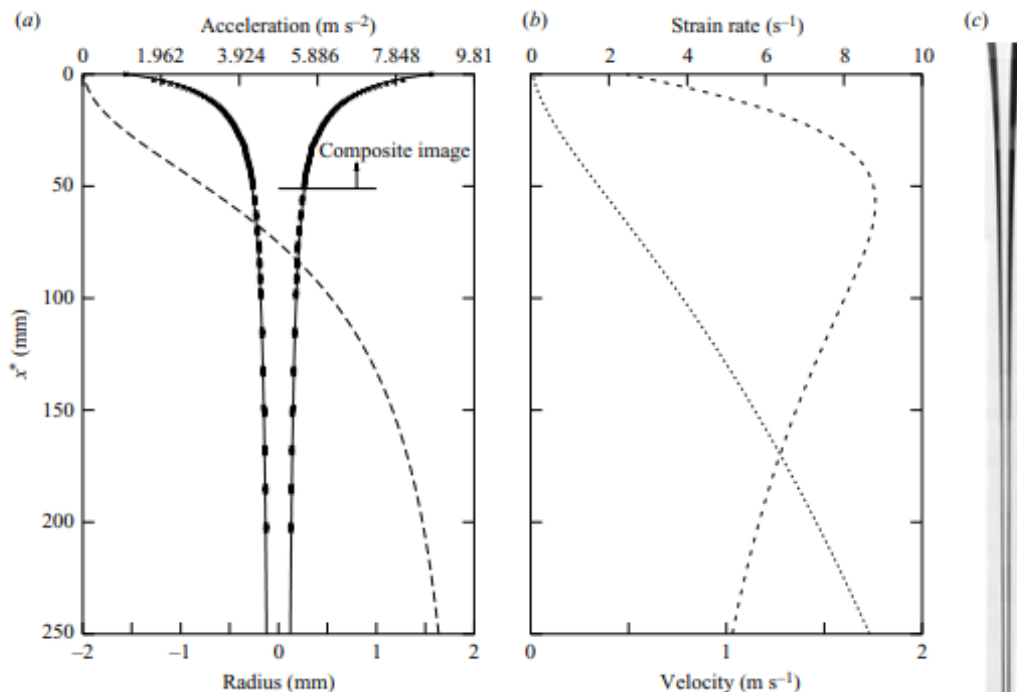 (a) Acceleration (m s⁻²)
0 1.962 3.924 5.886 7.848 9.81
0
50
100
150
200
250
x* (mm)
Composite image
−2 −1 0 1 2
Radius (mm)
(b) Strain rate (s⁻¹)
0 2 4 6 8 10
0 1 2
Velocity (m s⁻¹)
(c)